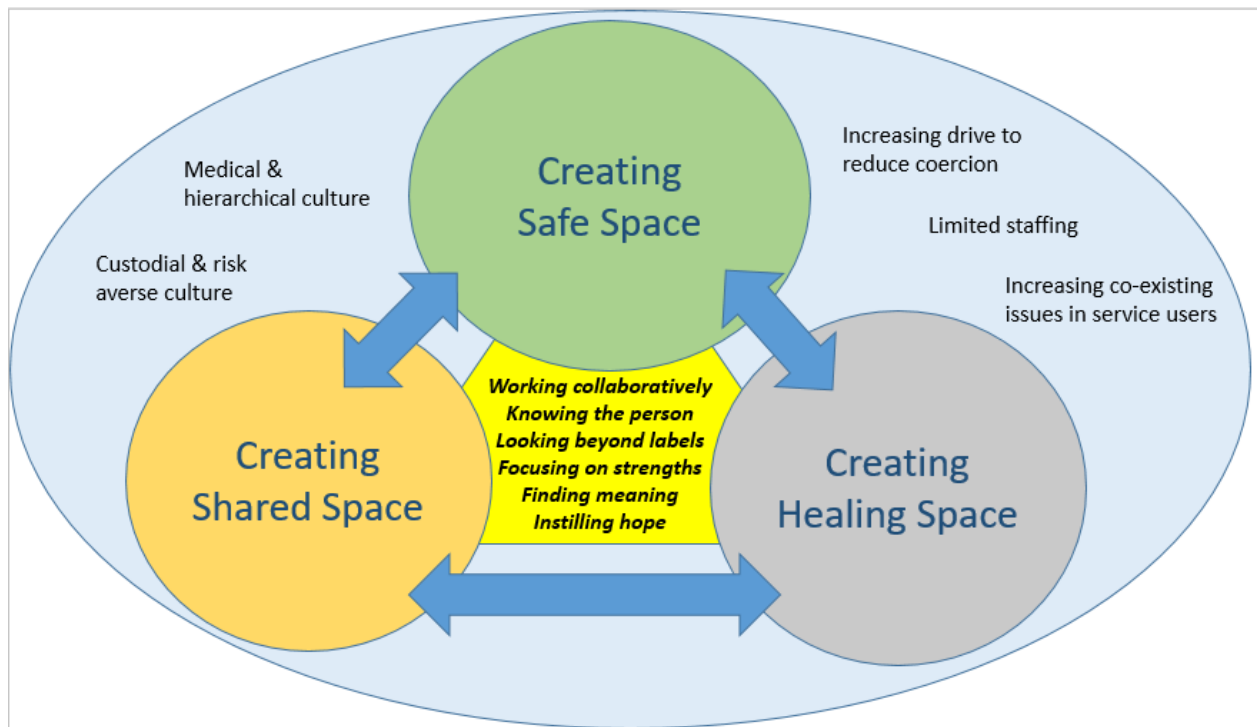 Creating
Safe Space
Medical &
hierarchical culture
Custodial & risk
averse culture
Increasing drive to
reduce coercion
Limited staffing
Increasing co-existing
issues in service users
Working collaboratively
Knowing the person
Looking beyond labels
Focusing on strengths
Finding meaning
Instilling hope
Creating
Shared Space
Creating
Healing Space